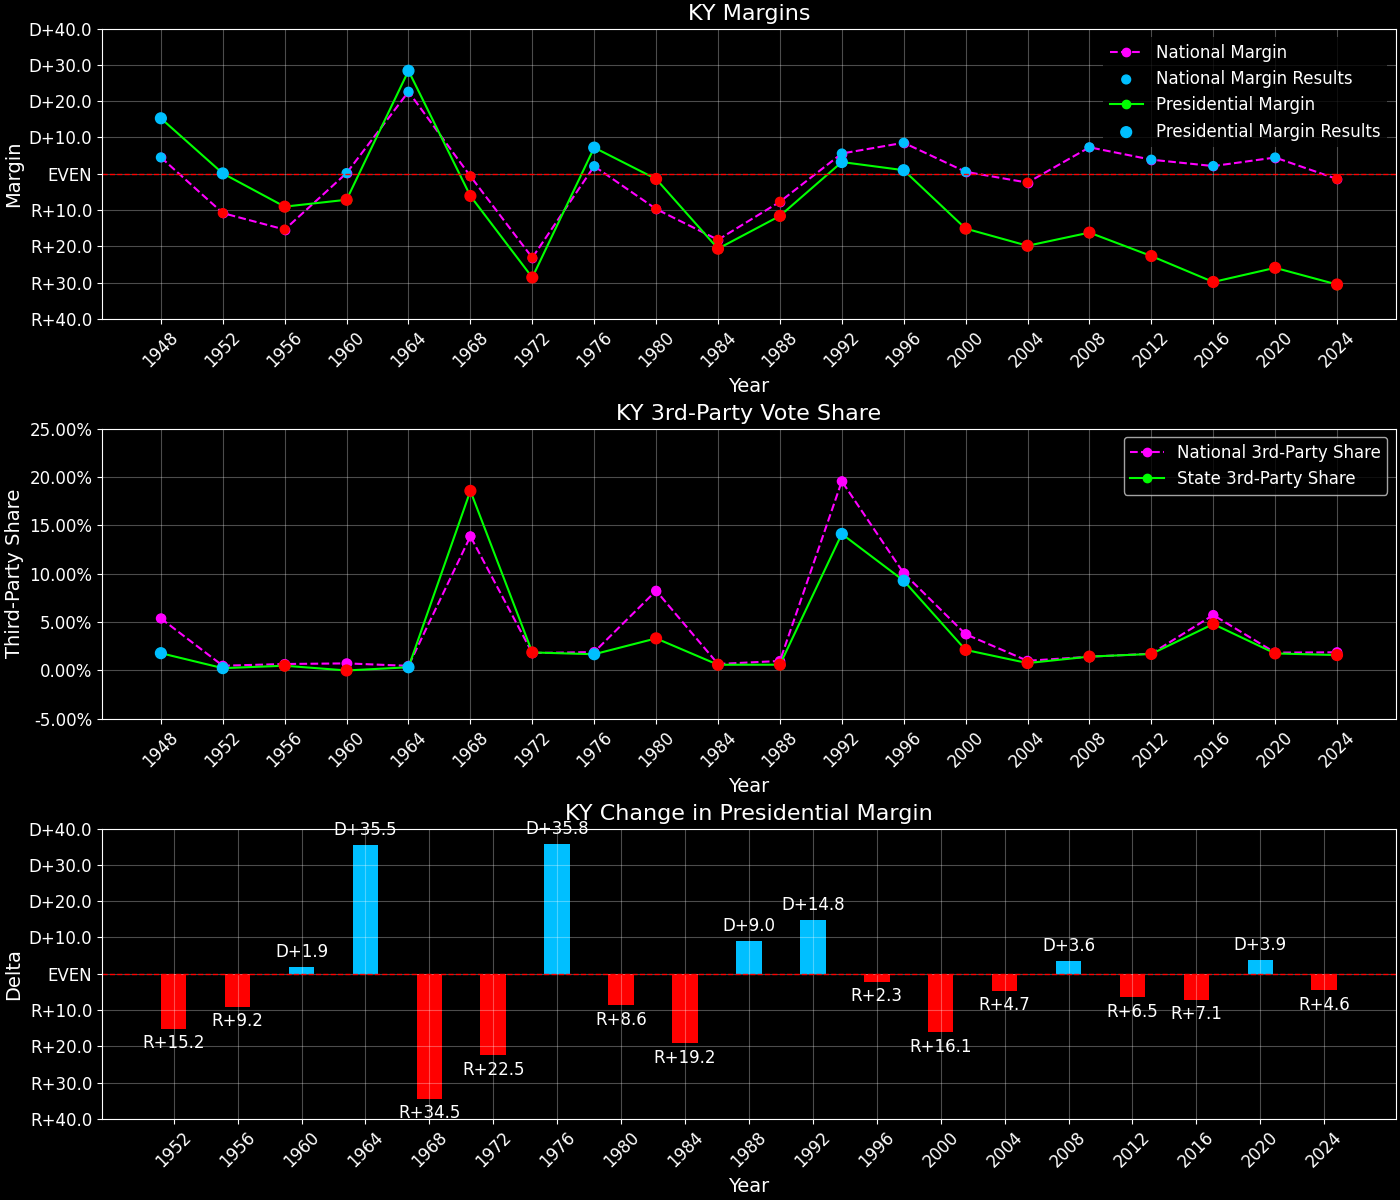 KY Margins
D+40.0
D+30.0
D+20.0
D+10.0
EVEN
R+10.0
R+20.0
R+30.0
R+40.0
Margin
National Margin
National Margin Results
Presidential Margin
Presidential Margin Results
1948 1952 1956 1960 1964 1968 1972 1976 1980 1984 1988 1992 1996 2000 2004 2008 2012 2016 2020 2024
Year
KY 3rd-Party Vote Share
25.00%
20.00%
15.00%
10.00%
5.00%
0.00%
-5.00%
Third-Party Share
National 3rd-Party Share
State 3rd-Party Share
1948 1952 1956 1960 1964 1968 1972 1976 1980 1984 1988 1992 1996 2000 2004 2008 2012 2016 2020 2024
Year
KY Change in Presidential Margin
D+40.0
D+30.0
D+20.0
D+10.0
EVEN
R+10.0
R+20.0
R+30.0
R+40.0
Delta
R+15.2
R+9.2
D+1.9
D+35.5
R+34.5
R+22.5
D+35.8
R+8.6
R+19.2
D+9.0
D+14.8
R+2.3
R+16.1
R+4.7
D+3.6
R+6.5
R+7.1
D+3.9
R+4.6
1952 1956 1960 1964 1968 1972 1976 1980 1984 1988 1992 1996 2000 2004 2008 2012 2016 2020 2024
Year